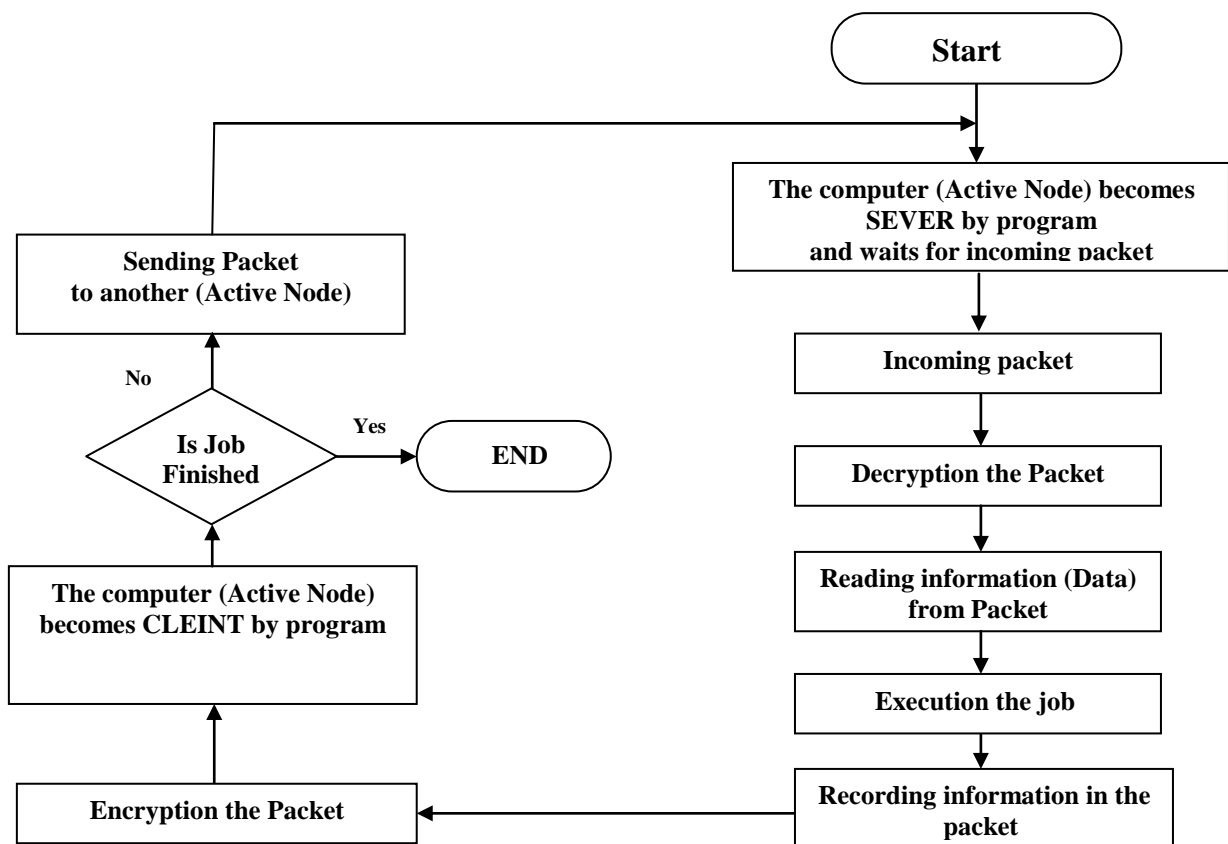 Start
The computer (Active Node) becomes
SEVER by program
and waits for incoming packet
Incoming packet
Decryption the Packet
Reading information (Data)
from Packet
Execution the job
Recording information in the
packet
Encryption the Packet
The computer (Active Node)
becomes CLEINT by program
Is Job
Finished
Yes
END
No
Sending Packet
to another (Active Node)